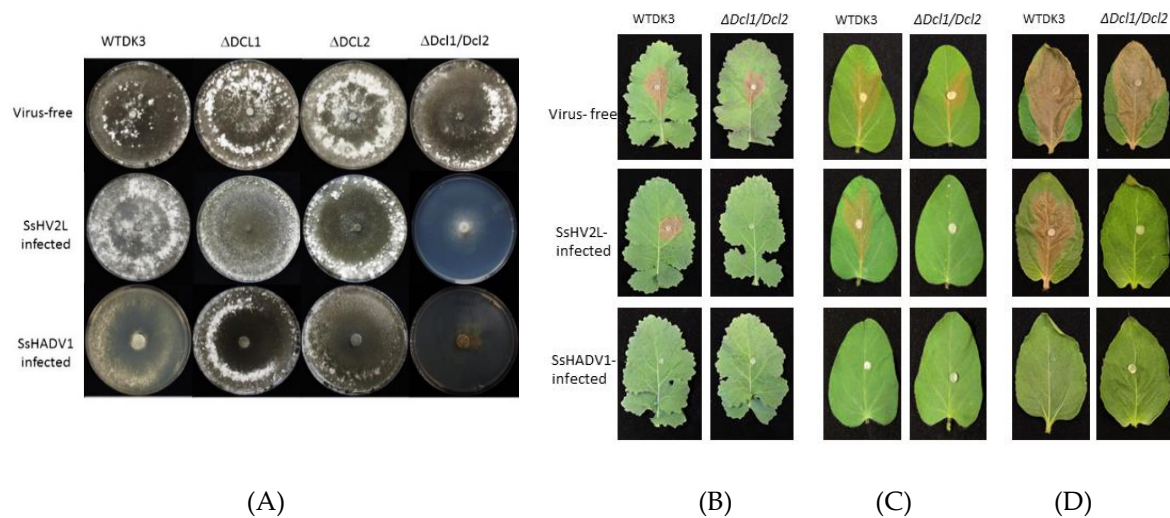 WTDK3 ΔDCL1 ΔDCL2 ΔDcl1/Dcl2
Virus-free
SsHV2L
infected
SsHADV1
infected
WTDK3 ΔDcl1/Dcl2 WTDK3 ΔDcl1/Dcl2 WTDK3 ΔDcl1/Dcl2
Virus- free
SsHV2L-
infected
SsHADV1-
infected
(A) (B) (C) (D)